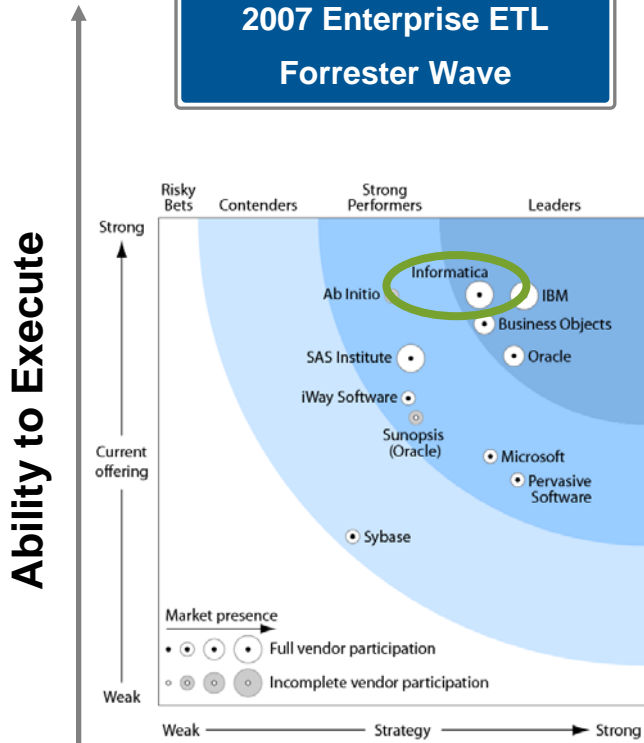 2007 Enterprise ETL
Forrester Wave
Ability to Execute
Risky
Bets
Contenders
Strong
Performers
Leaders
Strong
Informatica
Ab Initio
IBM
Business Objects
SAS Institute
Oracle
iWay Software
Sunopsis
(Oracle)
Current
offering
Microsoft
Pervasive
Software
Sybase
Market presence
Full vendor participation
Incomplete vendor participation
Weak
Weak
Strategy
Strong